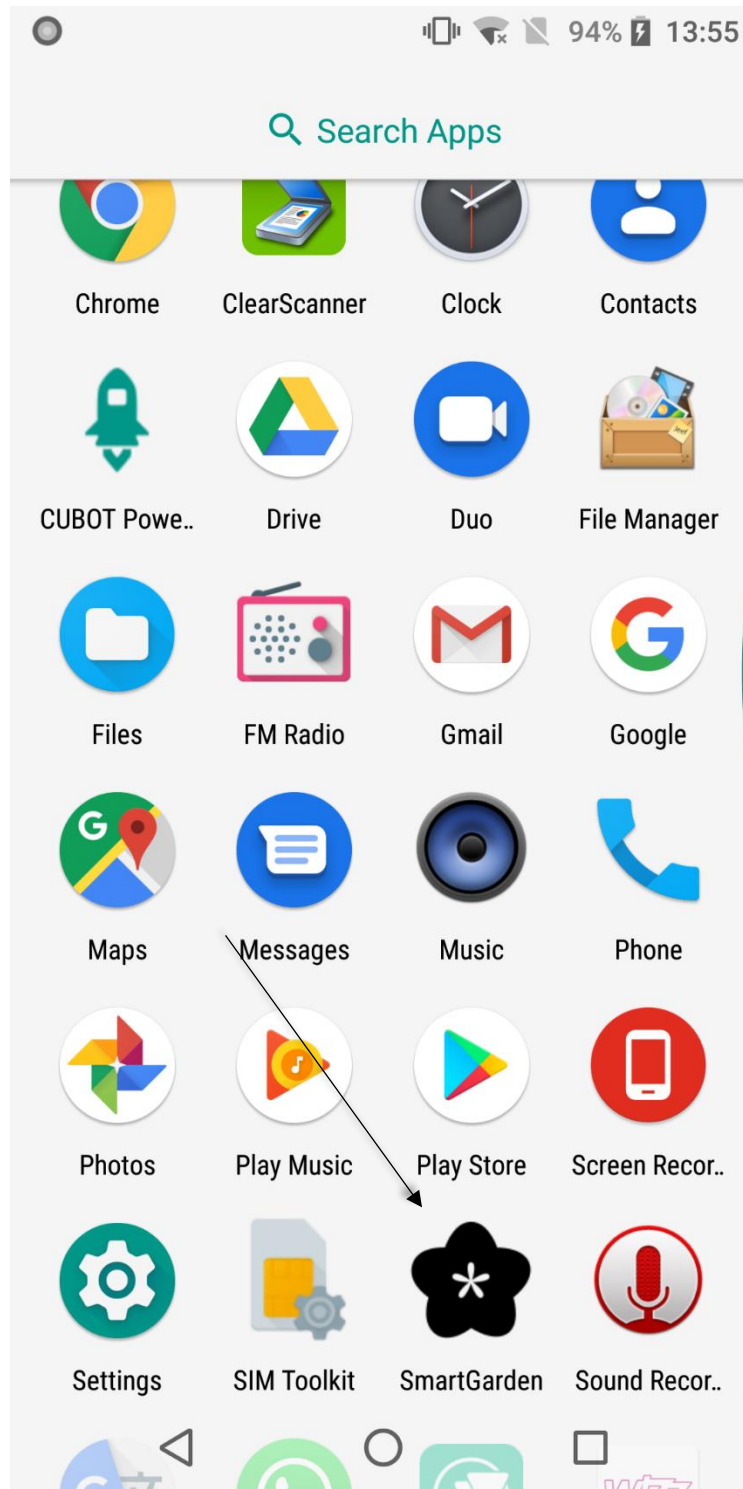 94% 13:55
Search Apps
Chrome ClearScanner Clock Contacts
CUBOT Powe.. Drive Duo File Manager
Files FM Radio Gmail Google
Maps Messages Music Phone
Photos Play Music Play Store Screen Recor..
Settings SIM Toolkit SmartGarden Sound Recor..